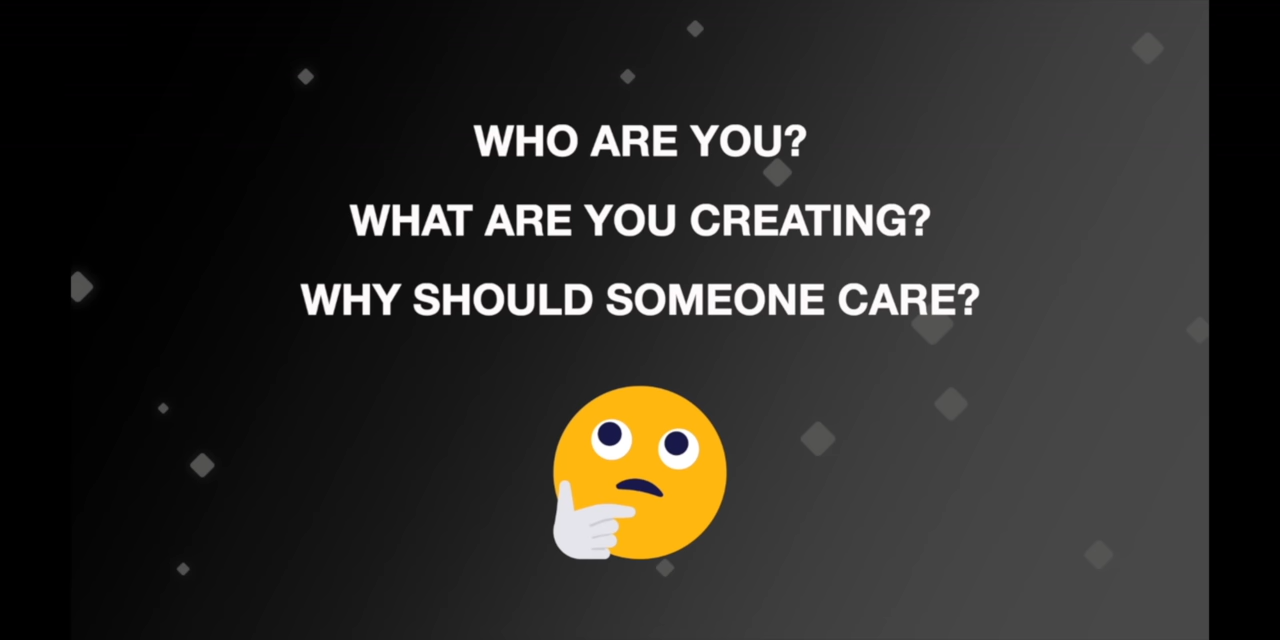 WHO ARE YOU?
WHAT ARE YOU CREATING?
WHY SHOULD SOMEONE CARE?